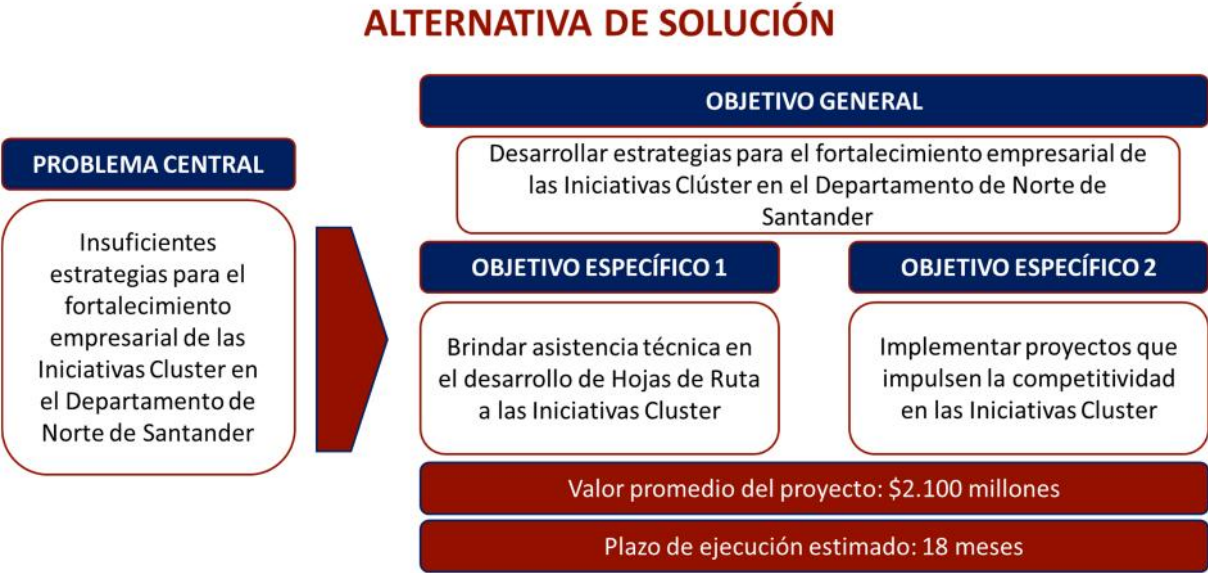 ALTERNATIVA DE SOLUCIÓN
PROBLEMA CENTRAL
Insuficientes
estrategias para el
fortalecimiento
empresarial de las
Iniciativas Cluster en
el Departamento de
Norte de Santander
OBJETIVO GENERAL
Desarrollar estrategias para el fortalecimiento empresarial de
las Iniciativas Clúster en el Departamento de Norte de
Santander
OBJETIVO ESPECÍFICO 1
Brindar asistencia técnica en
el desarrollo de Hojas de Ruta
a las Iniciativas Cluster
OBJETIVO ESPECÍFICO 2
Implementar proyectos que
impulsen la competitividad
en las Iniciativas Cluster
Valor promedio del proyecto: $2.100 millones
Plazo de ejecución estimado: 18 meses